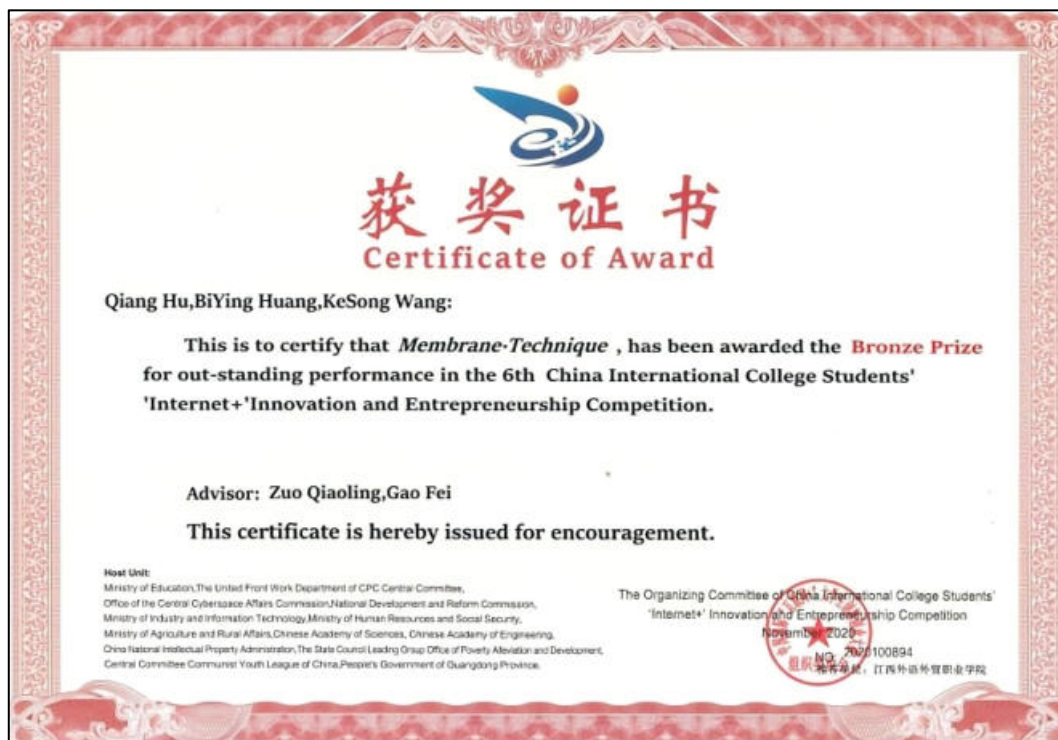 获奖证书
Certificate of Award
Qiang Hu,BiYing Huang,KeSong Wang:
This is to certify that Membrane-Technique , has been awarded the Bronze Prize
for out-standing performance in the 6th China International College Students'
'Internet+'Innovation and Entrepreneurship Competition.
Advisor: Zuo Qiaoling,Gao Fei
This certificate is hereby issued for encouragement.
Host Unit:
Ministry of Education,The United Front Work Department of CPC Central Committee,
Office of the Central Cyberspace Affairs Commission,National Development and Reform Commission,
Ministry of Industry and Information Technology,Ministry of Human Resources and Social Security,
Ministry of Agriculture and Rural Affairs,Chinese Academy of Sciences, Chinese Academy of Engineering,
China National Intellectual Property Administration,The State Council Leading Group Office of Poverty Alleviation and Development,
Central Committee Communist Youth League of China,People's Government of Guangdong Province.
The Organizing Committee of China International College Students'
'Internet+' Innovation and Entrepreneurship Competition
November 2020
NO: 2020100894
江西外语外贸职业学院